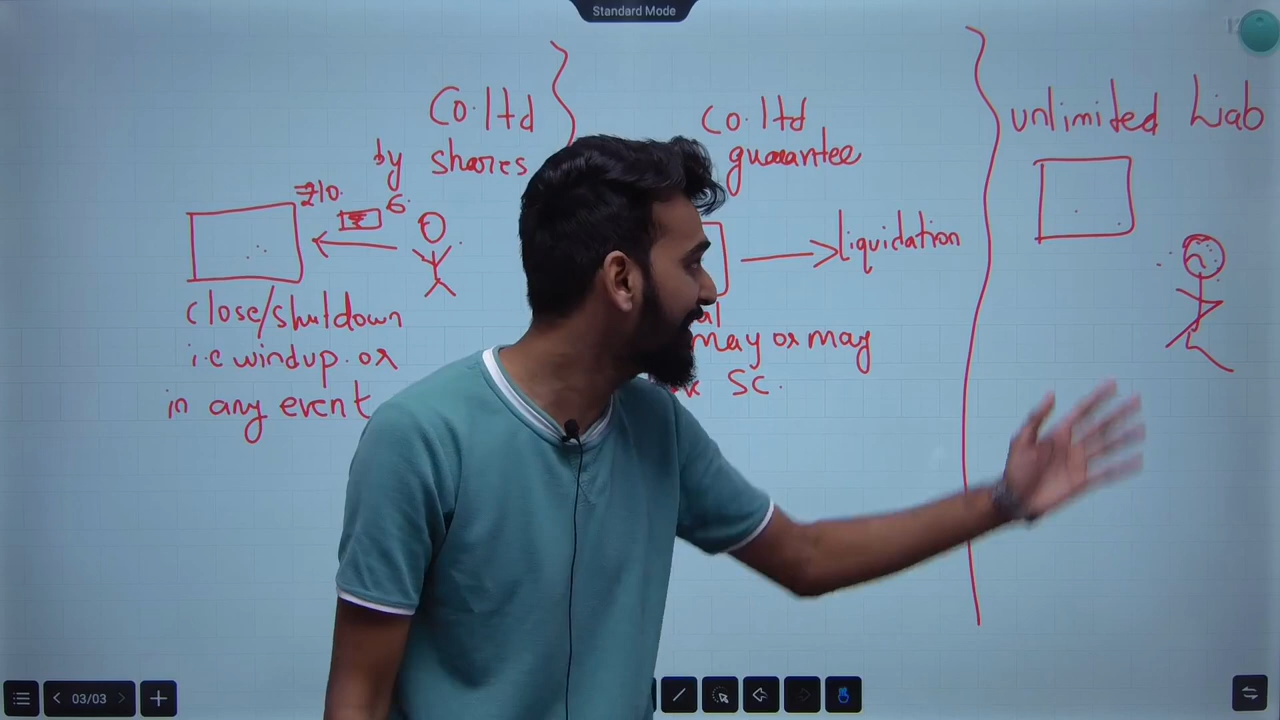 Standard Mode
Co. ltd
by shares
₹10.
6.
₹
close/shutdown
i.e windup. or
in any event
Co. ltd
guarantee
Liquidation
may or may
SC.
unlimited Liab
03/03